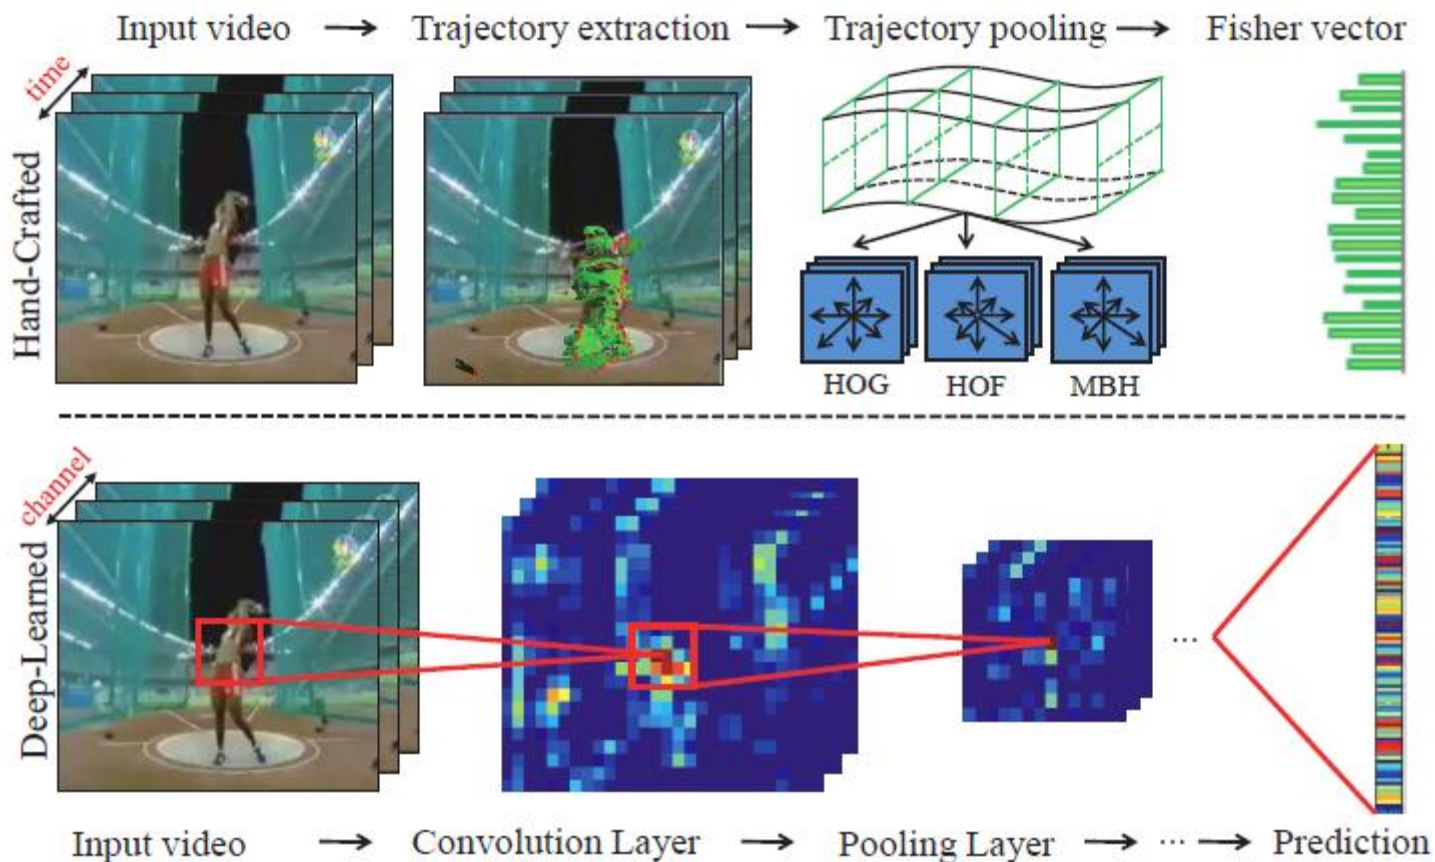 Input video → Trajectory extraction → Trajectory pooling → Fisher vector
time
Hand-Crafted
HOG HOF MBH
channel
Deep-Learned
...
Input video → Convolution Layer → Pooling Layer → ... → Prediction